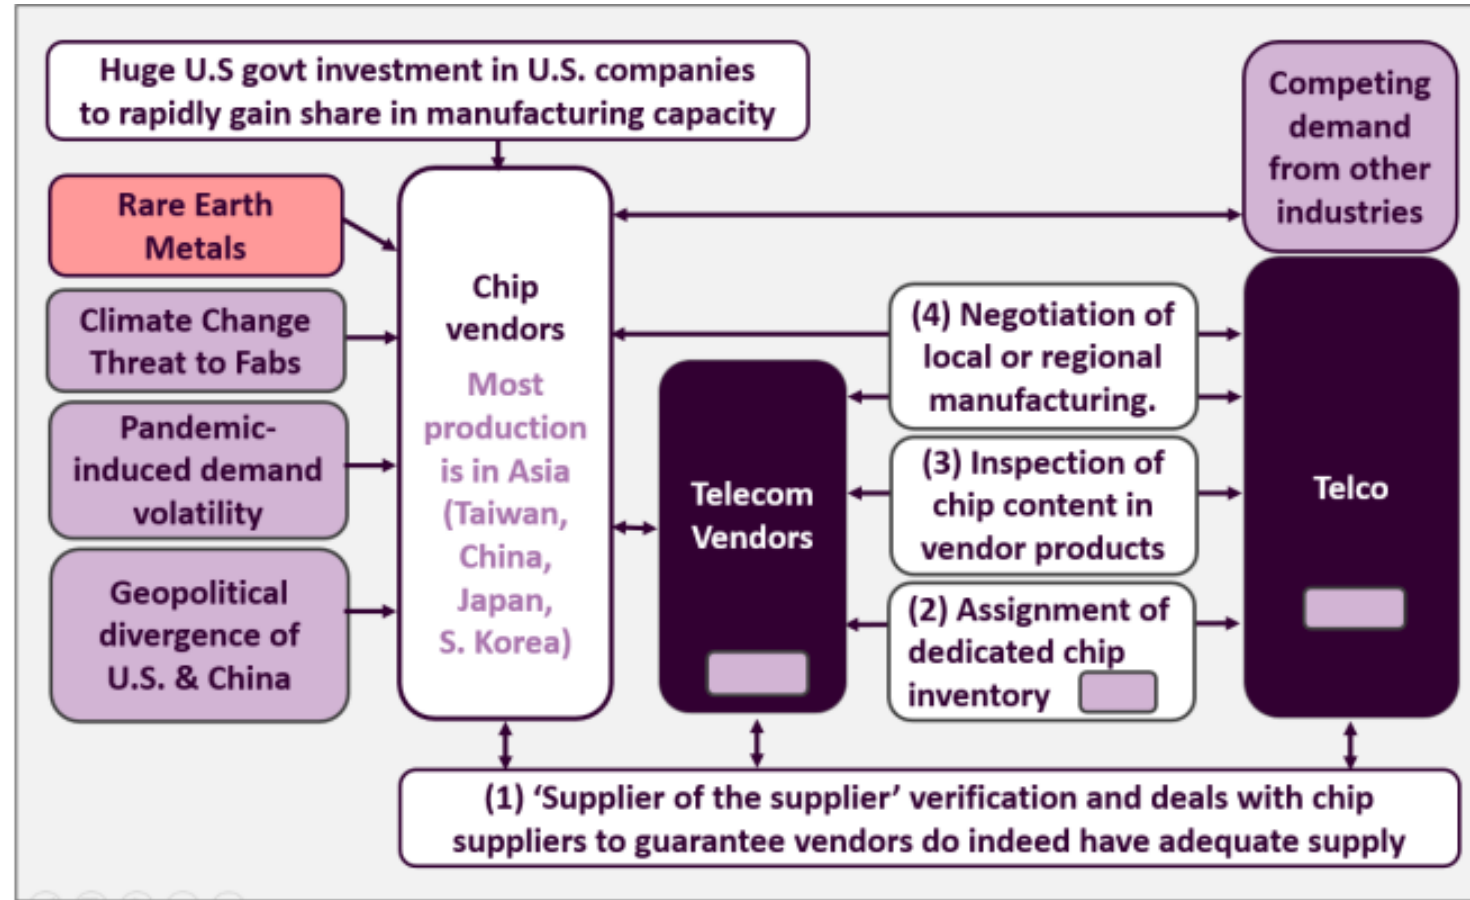 Huge U.S govt investment in U.S. companies
to rapidly gain share in manufacturing capacity
Competing
demand
from other
industries
Rare Earth
Metals
Climate Change
Threat to Fabs
Pandemic-
induced demand
volatility
Geopolitical
divergence of
U.S. & China
Chip
vendors
Most
production
is in Asia
(Taiwan,
China,
Japan,
S. Korea)
Telecom
Vendors
(4) Negotiation of
local or regional
manufacturing.
(3) Inspection of
chip content in
vendor products
(2) Assignment of
dedicated chip
inventory
Telco
(1) ‘Supplier of the supplier’ verification and deals with chip
suppliers to guarantee vendors do indeed have adequate supply